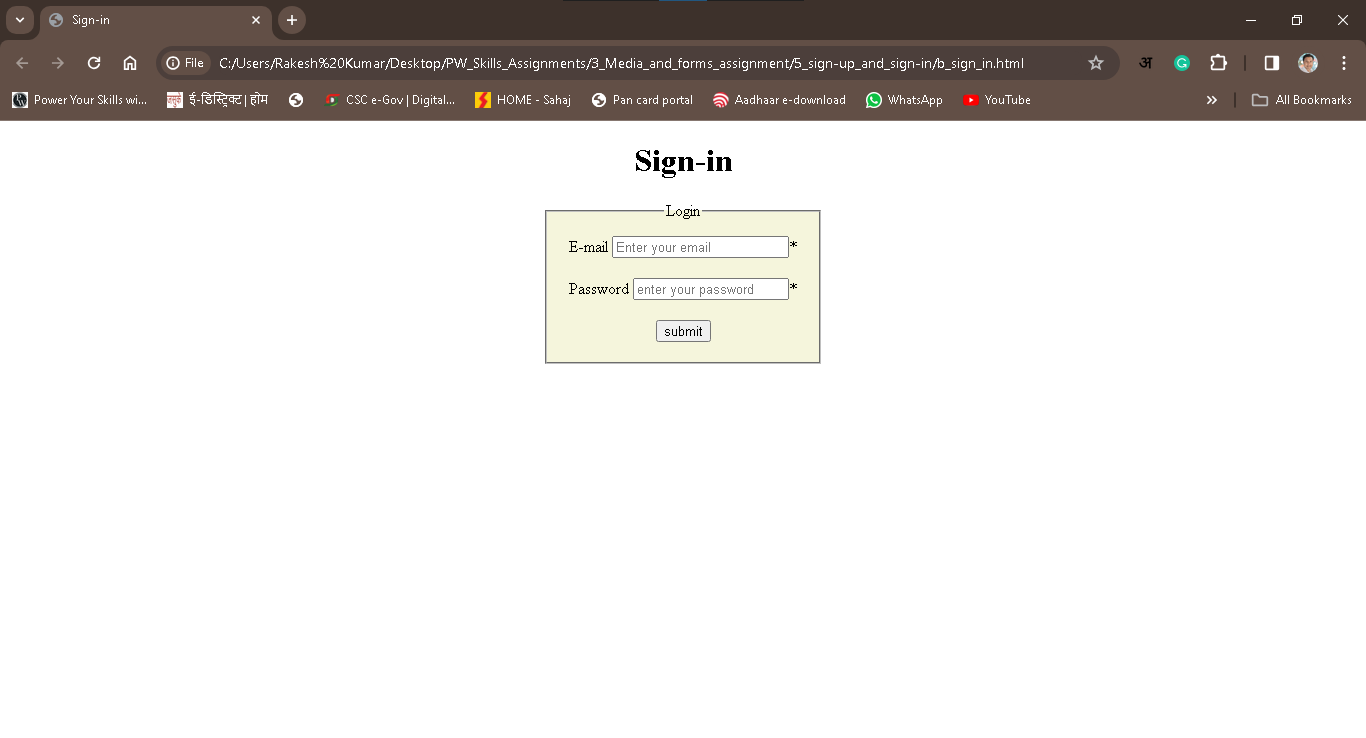 Sign-in
File C:/Users/Rakesh%20Kumar/Desktop/PW_Skills_Assignments/3_Media_and_forms_assignment/5_sign-up_and_sign-in/b_sign_in.html अ G
Power Your Skills wi... ई-डिस्ट्रिक्ट | होम CSC e-Gov | Digital... HOME - Sahaj Pan card portal Aadhaar e-download WhatsApp YouTube » All Bookmarks
Sign-in
Login
E-mail Enter your email *
Password enter your password *
submit